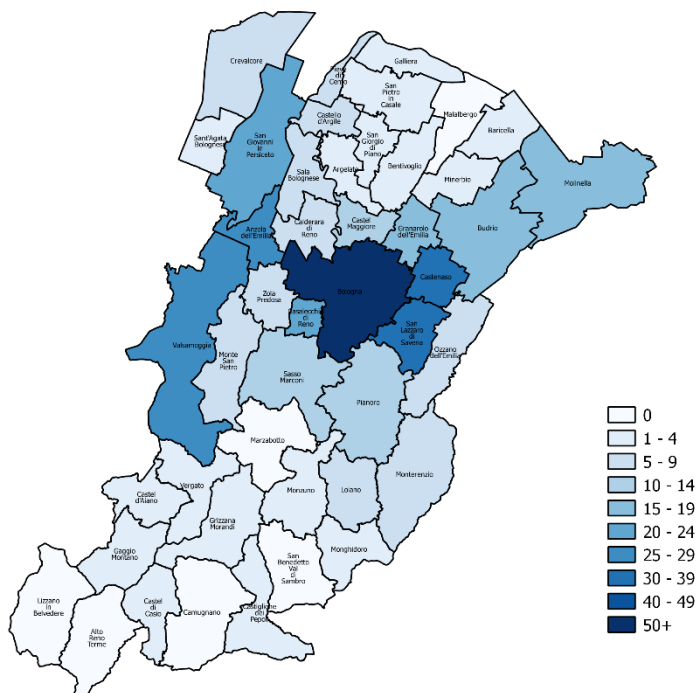 Crevalcore
Galliera
Pieve
di
Cento
San
Pietro
in
Casale
Malalbergo
Castello
d'Argile
Baricella
Sant'Agata
Bolognese
San
Giovanni
in
Persiceto
San
Giorgio
di
Piano
Sala
Bolognese
Argelato
Bentivoglio
Minerbio
Molinella
Anzola
dell'Emilia
Calderara
di Reno
Castel
Maggiore
Granarolo
dell'Emilia
Budrio
Castenaso
Bologna
Zola
Predosa
Casalecchio
di
Reno
San
Lazzaro
di
Savena
Ozzano
dell'Emilia
Valsamoggia
Monte
San
Pietro
Sasso
Marconi
Pianoro
Marzabotto
Monterenzio
Vergato
Castel
d'Aiano
Monzuno
Loiano
Grizzana
Morandi
Gaggio
Montano
San
Benedetto
Val
di
Sambro
Monghidoro
Lizzano
in
Belvedere
Castel
di
Casio
Camugnano
Castiglione
dei
Pepoli
Alto
Reno
Terme
0
1 - 4
5 - 9
10 - 14
15 - 19
20 - 24
25 - 29
30 - 39
40 - 49
50+